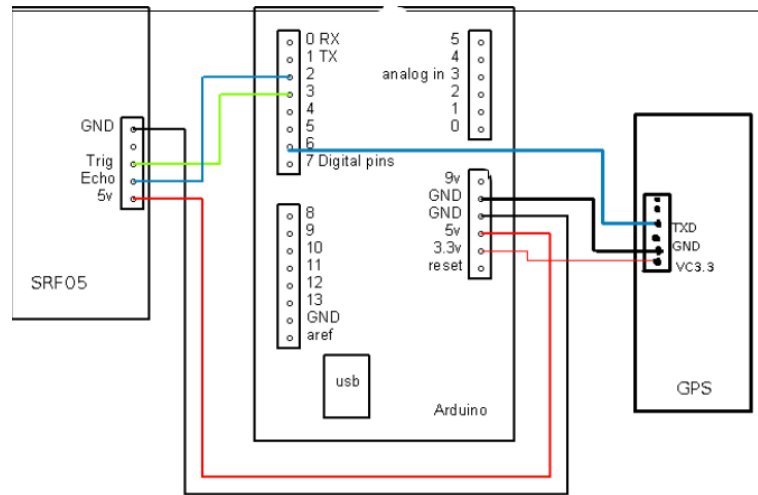 GND
Trig
Echo
5v
SRF05
0 RX
1 TX
2
3
4
5
6
7 Digital pins
8
9
10
11
12
13
GND
aref
usb
5
4
analog in 3
2
1
0
9v
GND
GND
5v
3.3v
reset
Arduino
TXD
GND
VC3.3
GPS